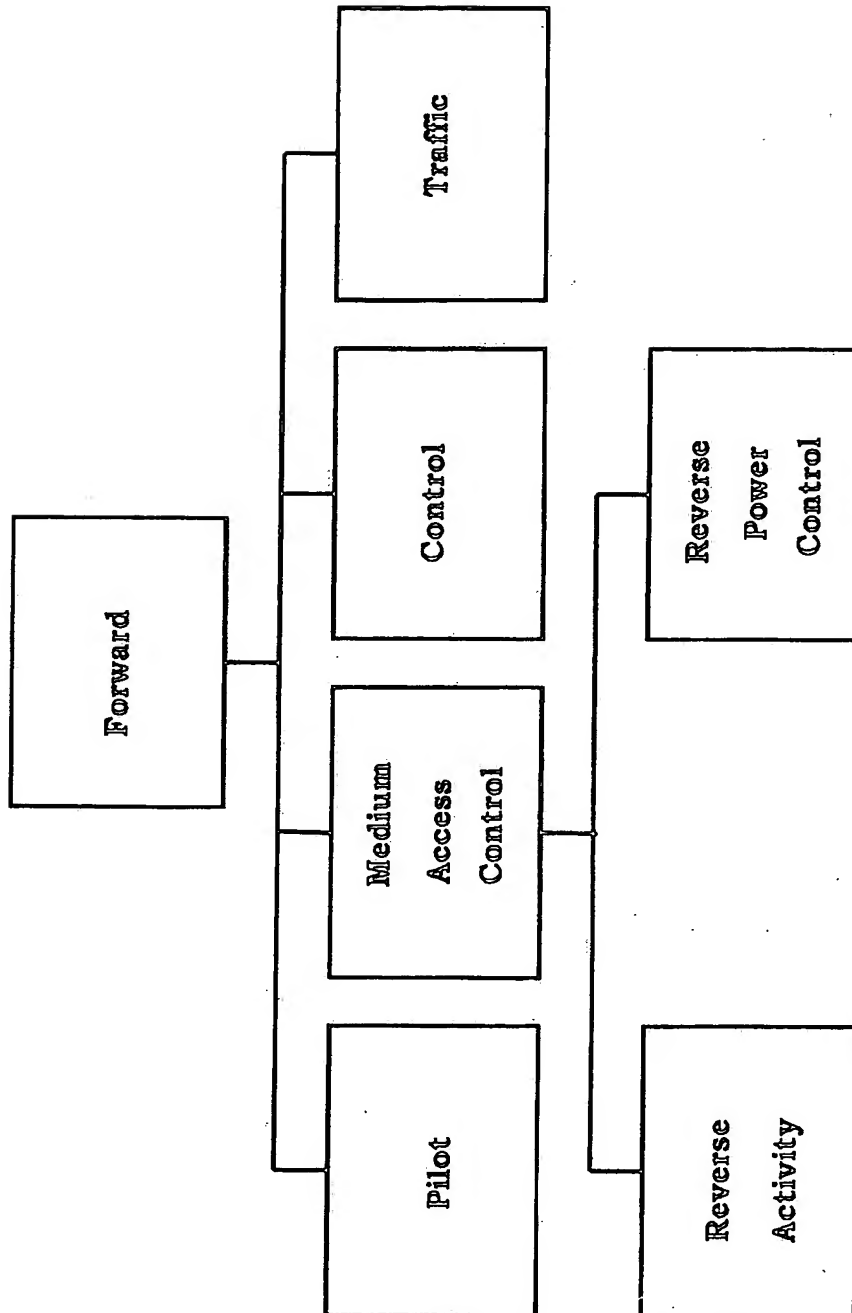 Forward
Pilot
Medium
Access
Control
Control
Traffic
Reverse
Activity
Reverse
Power
Control